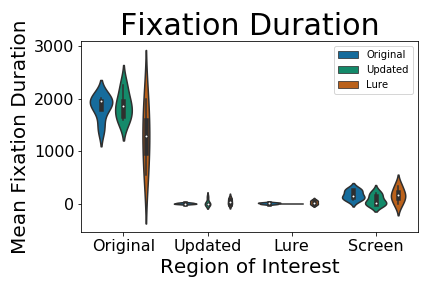 Fixation Duration
Mean Fixation Duration
3000
2000
1000
0
Original
Updated
Lure
Original
Updated
Lure
Screen
Region of Interest